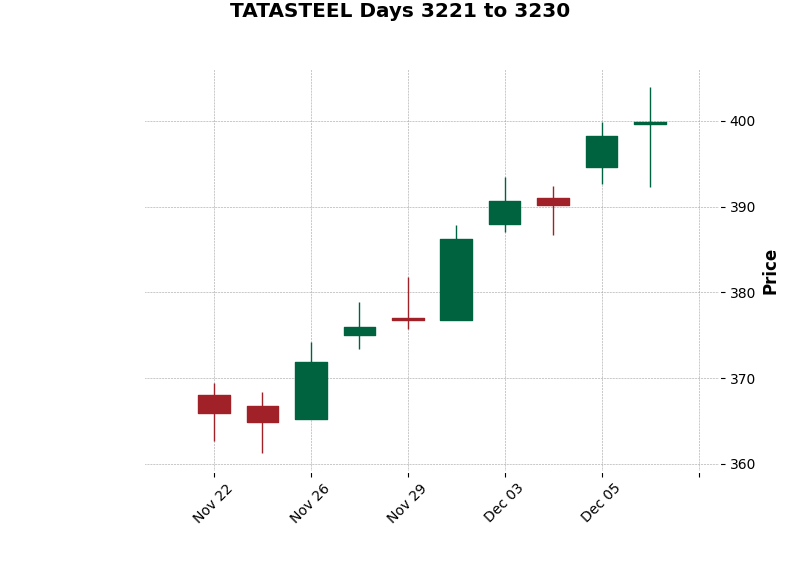 TATASTEEL Days 3221 to 3230
400
390
380
370
360
Price
Nov 22
Nov 26
Nov 29
Dec 03
Dec 05